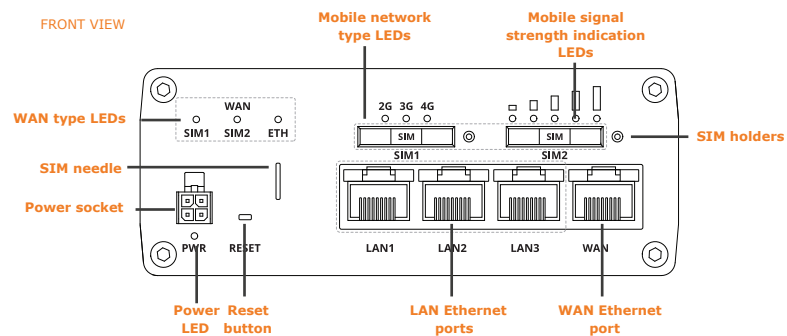 FRONT VIEW
Mobile network
type LEDs
Mobile signal
strength indication
LEDs
WAN type LEDs
WAN
SIM1 SIM2 ETH
2G 3G 4G
SIM SIM
SIM holders
SIM1 SIM2
SIM needle
Power socket
PWR RESET LAN1 LAN2 LAN3 WAN
Power
LED
Reset
button
LAN Ethernet
ports
WAN Ethernet
port